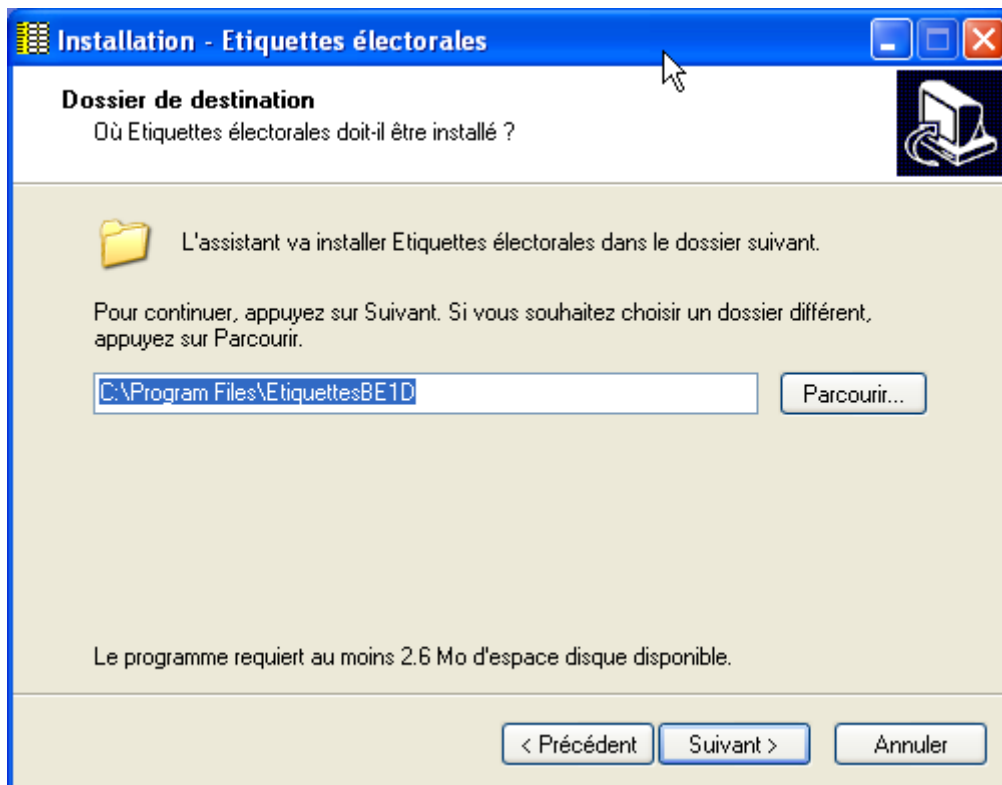 Installation - Etiquettes électorales
Dossier de destination
Où Etiquettes électorales doit-il être installé ?
L'assistant va installer Etiquettes électorales dans le dossier suivant.
Pour continuer, appuyez sur Suivant. Si vous souhaitez choisir un dossier différent,
appuyez sur Parcourir.
C:\Program Files\EtiquettesBE1D
Parcourir...
Le programme requiert au moins 2.6 Mo d'espace disque disponible.
< Précédent
Suivant >
Annuler